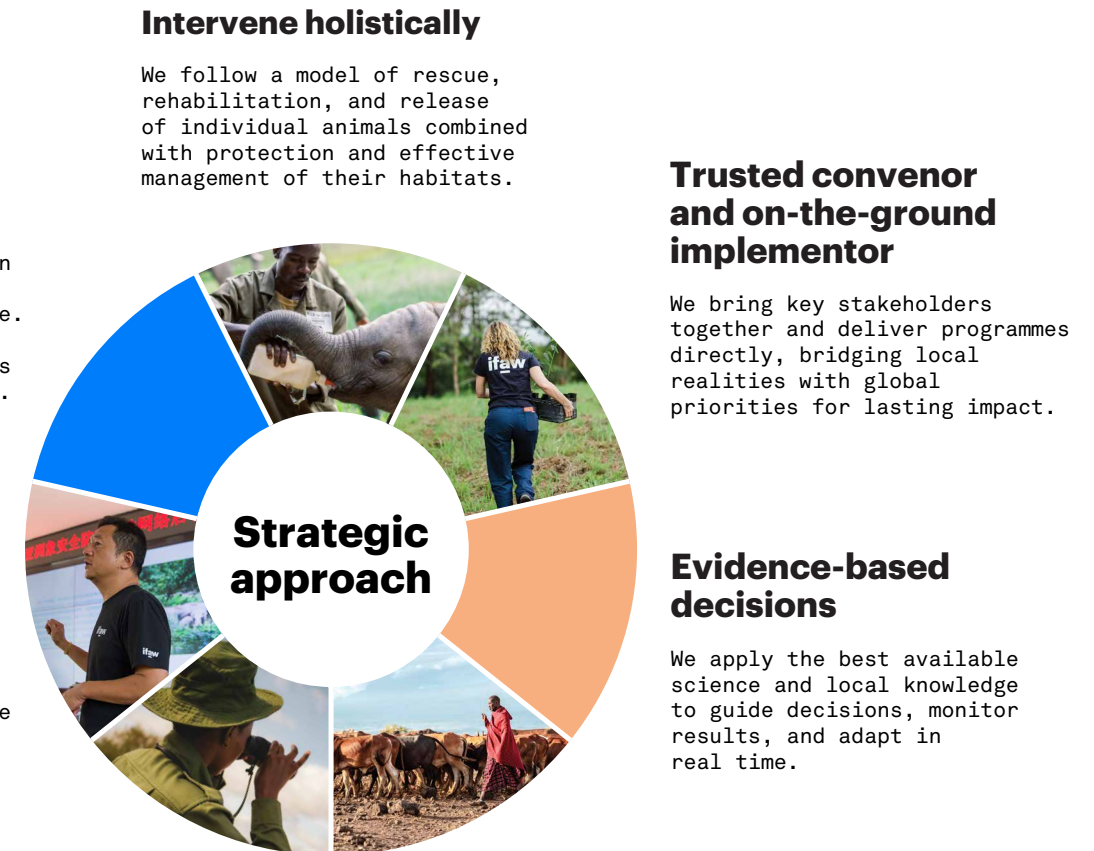 Intervene holistically
We follow a model of rescue,
rehabilitation, and release
of individual animals combined
with protection and effective
management of their habitats.
Trusted convenor
and on-the-ground
implementor
We bring key stakeholders
together and deliver programmes
directly, bridging local
realities with global
priorities for lasting impact.
Evidence-based
decisions
We apply the best available
science and local knowledge
to guide decisions, monitor
results, and adapt in
real time.
Strategic
approach
ifaw
ifaw